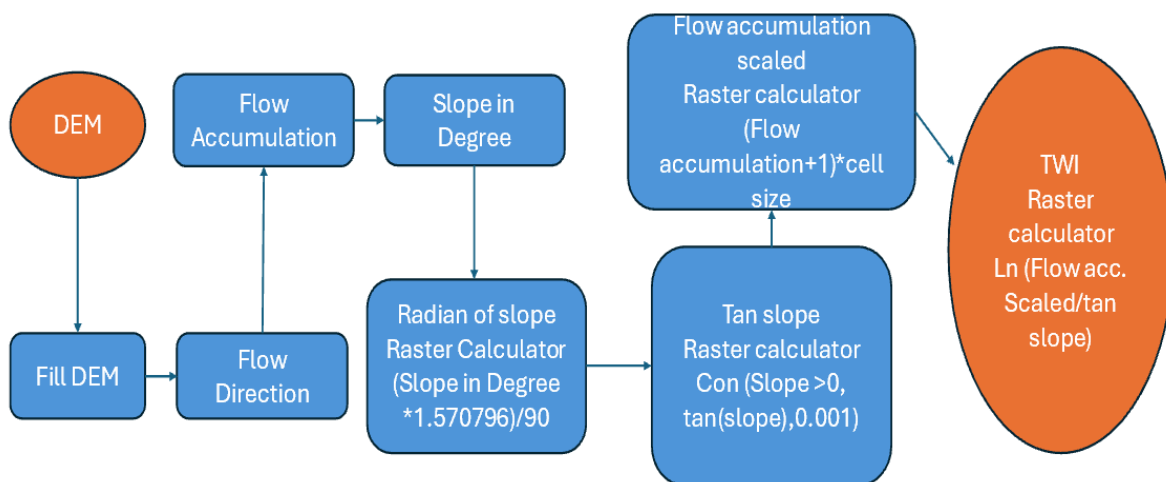 DEM
Fill DEM
Flow
Direction
Flow
Accumulation
Slope in
Degree
Radian of slope
Raster Calculator
(Slope in Degree
*1.570796)/90
Tan slope
Raster calculator
Con (Slope >0,
tan(slope),0.001)
Flow accumulation
scaled
Raster calculator
(Flow
accumulation+1)*cell
size
TWI
Raster
calculator
Ln (Flow acc.
Scaled/tan
slope)